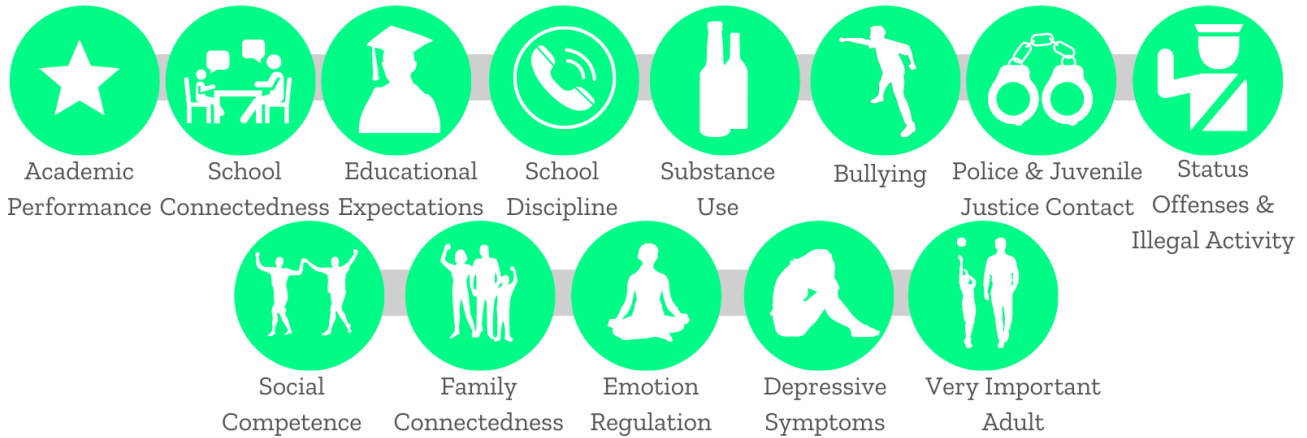 Academic
Performance
School
Connectedness
Educational
Expectations
School
Discipline
Substance
Use
Bullying
Police & Juvenile
Justice Contact
Status
Offenses &
Illegal Activity
Social
Competence
Family
Connectedness
Emotion
Regulation
Depressive
Symptoms
Very Important
Adult